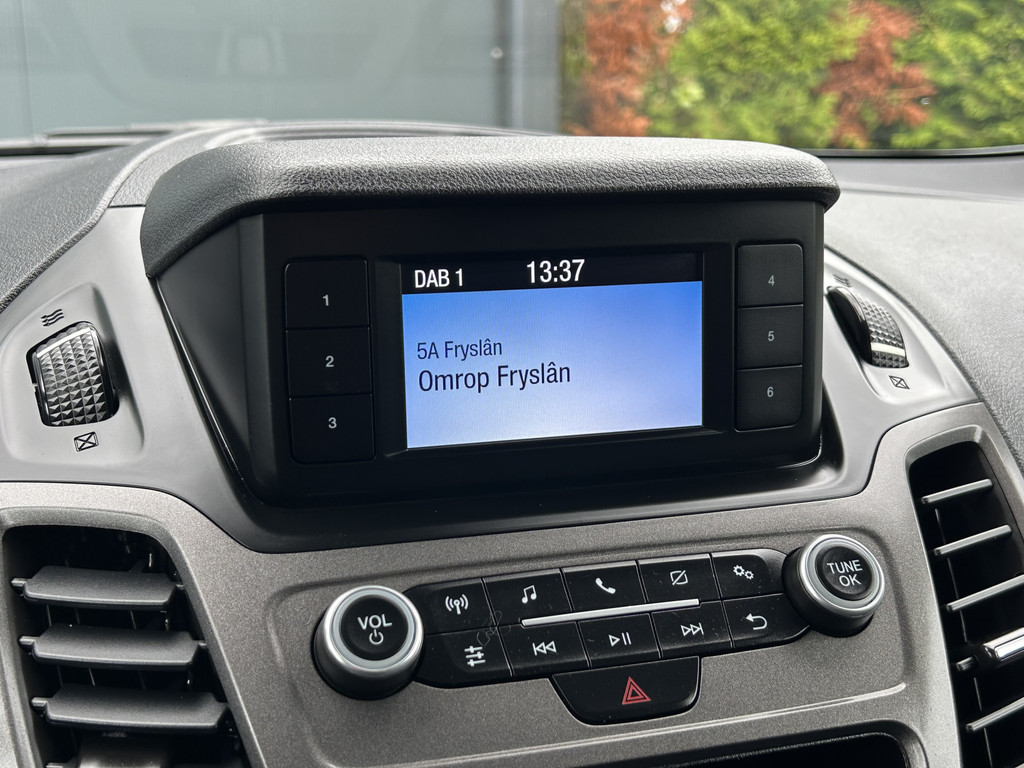 DAB 1 13:37
5A Fryslân
Omrop Fryslân
1
2
3
4
5
6
VOL
TUNE
OK